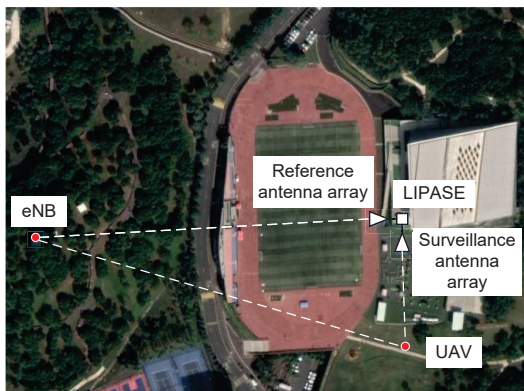 Reference
antenna array
LIPASE
eNB
Surveillance
antenna
array
UAV